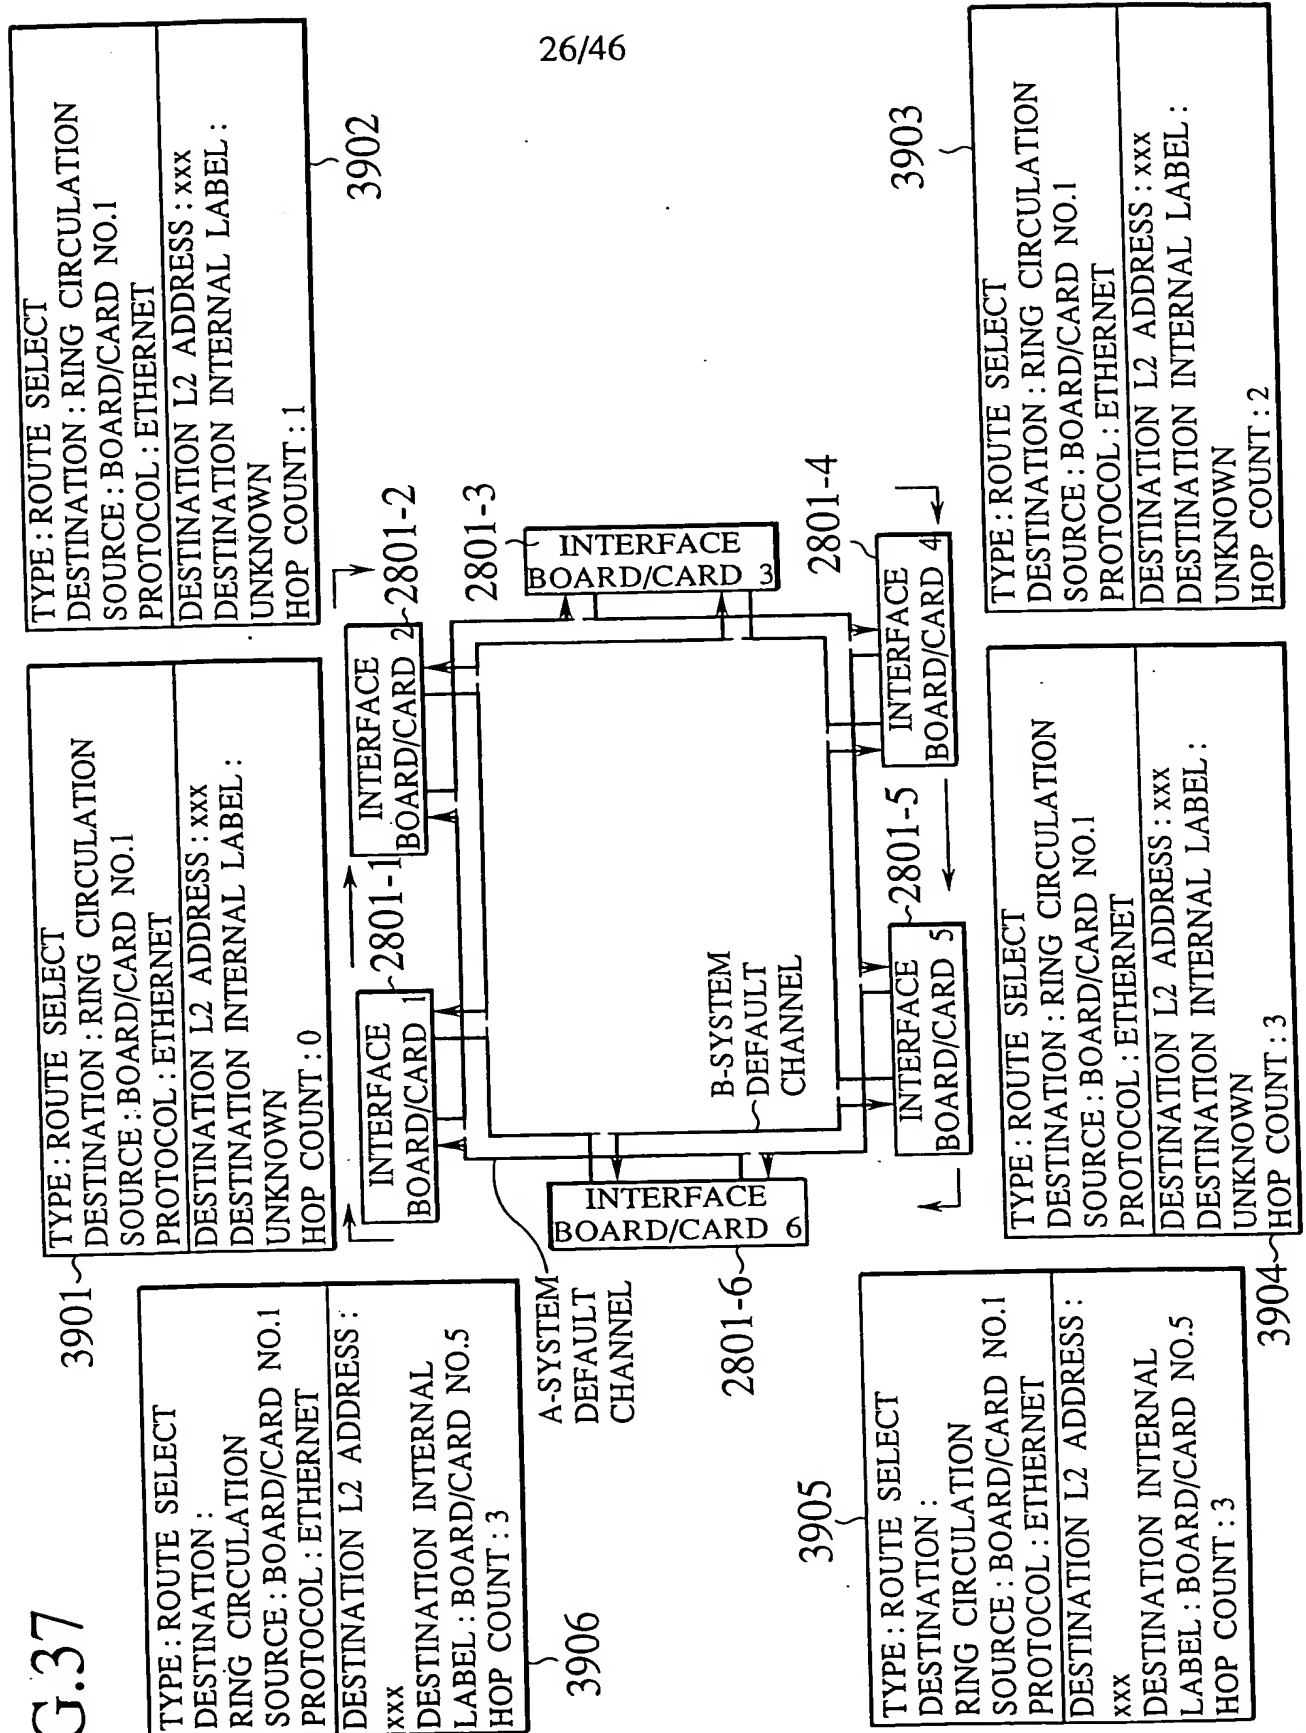 26/46
G.37
3901
TYPE : ROUTE SELECT
DESTINATION : RING CIRCULATION
SOURCE : BOARD/CARD NO.1
PROTOCOL : ETHERNET
DESTINATION L2 ADDRESS : xxx
DESTINATION INTERNAL LABEL :
UNKNOWN
HOP COUNT : 0
TYPE : ROUTE SELECT
DESTINATION : RING CIRCULATION
SOURCE : BOARD/CARD NO.1
PROTOCOL : ETHERNET
DESTINATION L2 ADDRESS : xxx
DESTINATION INTERNAL LABEL :
UNKNOWN
HOP COUNT : 1
3902
TYPE : ROUTE SELECT
DESTINATION :
RING CIRCULATION
SOURCE : BOARD/CARD NO.1
PROTOCOL : ETHERNET
DESTINATION L2 ADDRESS :
xxx
DESTINATION INTERNAL
LABEL : BOARD/CARD NO.5
HOP COUNT : 3
3906
INTERFACE
BOARD/CARD 1
2801-1
INTERFACE
BOARD/CARD 2
2801-2
2801-3
INTERFACE
BOARD/CARD 3
A-SYSTEM
DEFAULT
CHANNEL
B-SYSTEM
DEFAULT
CHANNEL
INTERFACE
BOARD/CARD 6
2801-6
INTERFACE
BOARD/CARD 5
2801-5
INTERFACE
BOARD/CARD 4
2801-4
3905
TYPE : ROUTE SELECT
DESTINATION :
RING CIRCULATION
SOURCE : BOARD/CARD NO.1
PROTOCOL : ETHERNET
DESTINATION L2 ADDRESS :
xxx
DESTINATION INTERNAL
LABEL : BOARD/CARD NO.5
HOP COUNT : 3
TYPE : ROUTE SELECT
DESTINATION : RING CIRCULATION
SOURCE : BOARD/CARD NO.1
PROTOCOL : ETHERNET
DESTINATION L2 ADDRESS : xxx
DESTINATION INTERNAL LABEL :
UNKNOWN
HOP COUNT : 3
3904
3903
TYPE : ROUTE SELECT
DESTINATION : RING CIRCULATION
SOURCE : BOARD/CARD NO.1
PROTOCOL : ETHERNET
DESTINATION L2 ADDRESS : xxx
DESTINATION INTERNAL LABEL :
UNKNOWN
HOP COUNT : 2